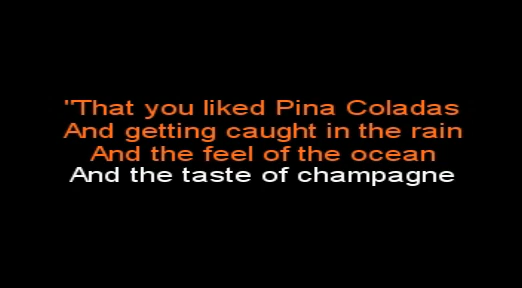 "That you liked Pina Coladas
And getting caught in the rain
And the feel of the ocean
And the taste of champagne